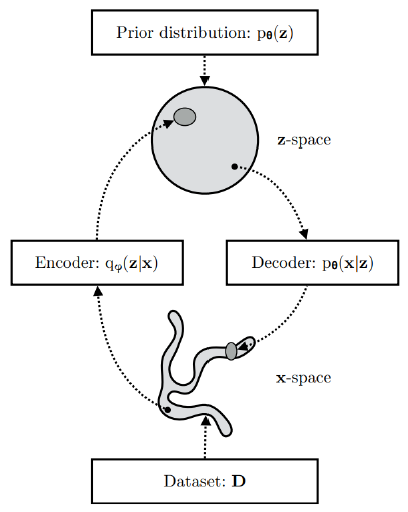 Prior distribution: p𝛉(𝐳)
𝐳-space
Encoder: qφ(𝐳|𝐱)
Decoder: p𝛉(𝐱|𝐳)
𝐱-space
Dataset: 𝐃